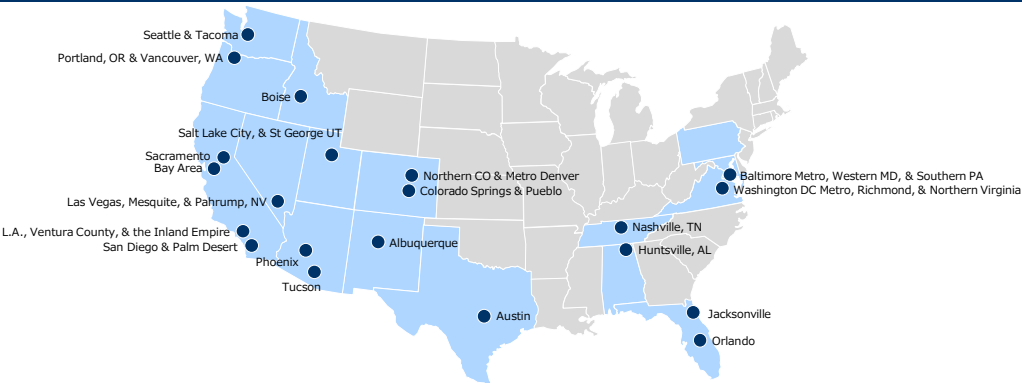 Seattle & Tacoma
Portland, OR & Vancouver, WA
Boise
Salt Lake City, & St George UT
Sacramento
Bay Area
Northern CO & Metro Denver
Colorado Springs & Pueblo
Baltimore Metro, Western MD, & Southern PA
Washington DC Metro, Richmond, & Northern Virginia
Las Vegas, Mesquite, & Pahrump, NV
L.A., Ventura County, & the Inland Empire
San Diego & Palm Desert
Phoenix
Tucson
Albuquerque
Nashville, TN
Huntsville, AL
Austin
Jacksonville
Orlando